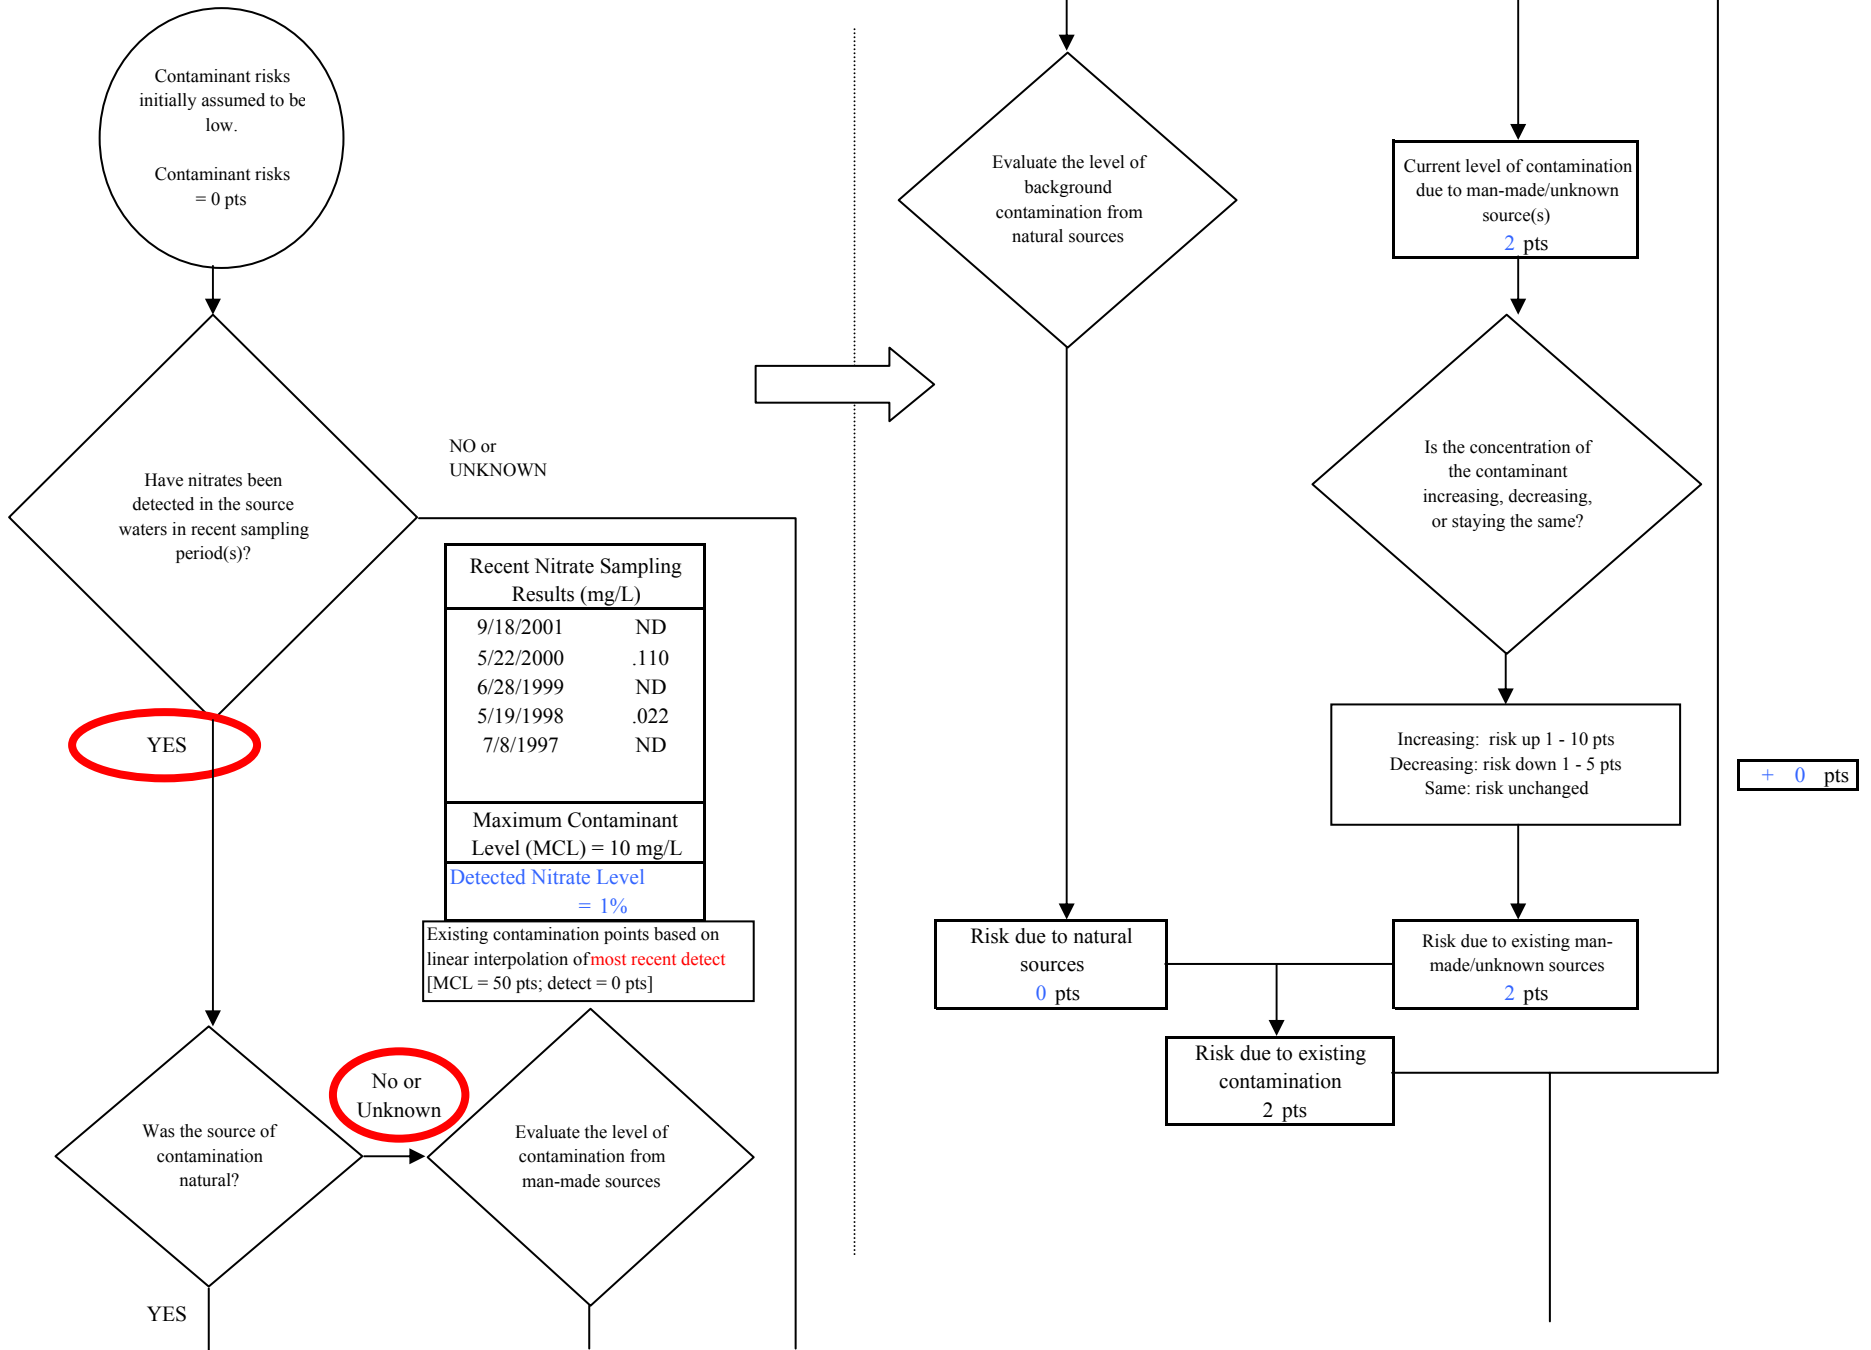 Contaminant risks
initially assumed to be
low.
Contaminant risks
= 0 pts
Have nitrates been
detected in the source
waters in recent sampling
period(s)?
NO or
UNKNOWN
YES
Recent Nitrate Sampling
Results (mg/L)
9/18/2001 ND
5/22/2000 .110
6/28/1999 ND
5/19/1998 .022
7/8/1997 ND
Maximum Contaminant
Level (MCL) = 10 mg/L
Detected Nitrate Level
= 1%
Existing contamination points based on
linear interpolation of most recent detect
[MCL = 50 pts; detect = 0 pts]
Was the source of
contamination
natural?
No or
Unknown
Evaluate the level of
contamination from
man-made sources
YES
Evaluate the level of
background
contamination from
natural sources
Current level of contamination
due to man-made/unknown
source(s)
2 pts
Is the concentration of
the contaminant
increasing, decreasing,
or staying the same?
Increasing: risk up 1 - 10 pts
Decreasing: risk down 1 - 5 pts
Same: risk unchanged
+ 0 pts
Risk due to natural
sources
0 pts
Risk due to existing man-
made/unknown sources
2 pts
Risk due to existing
contamination
2 pts